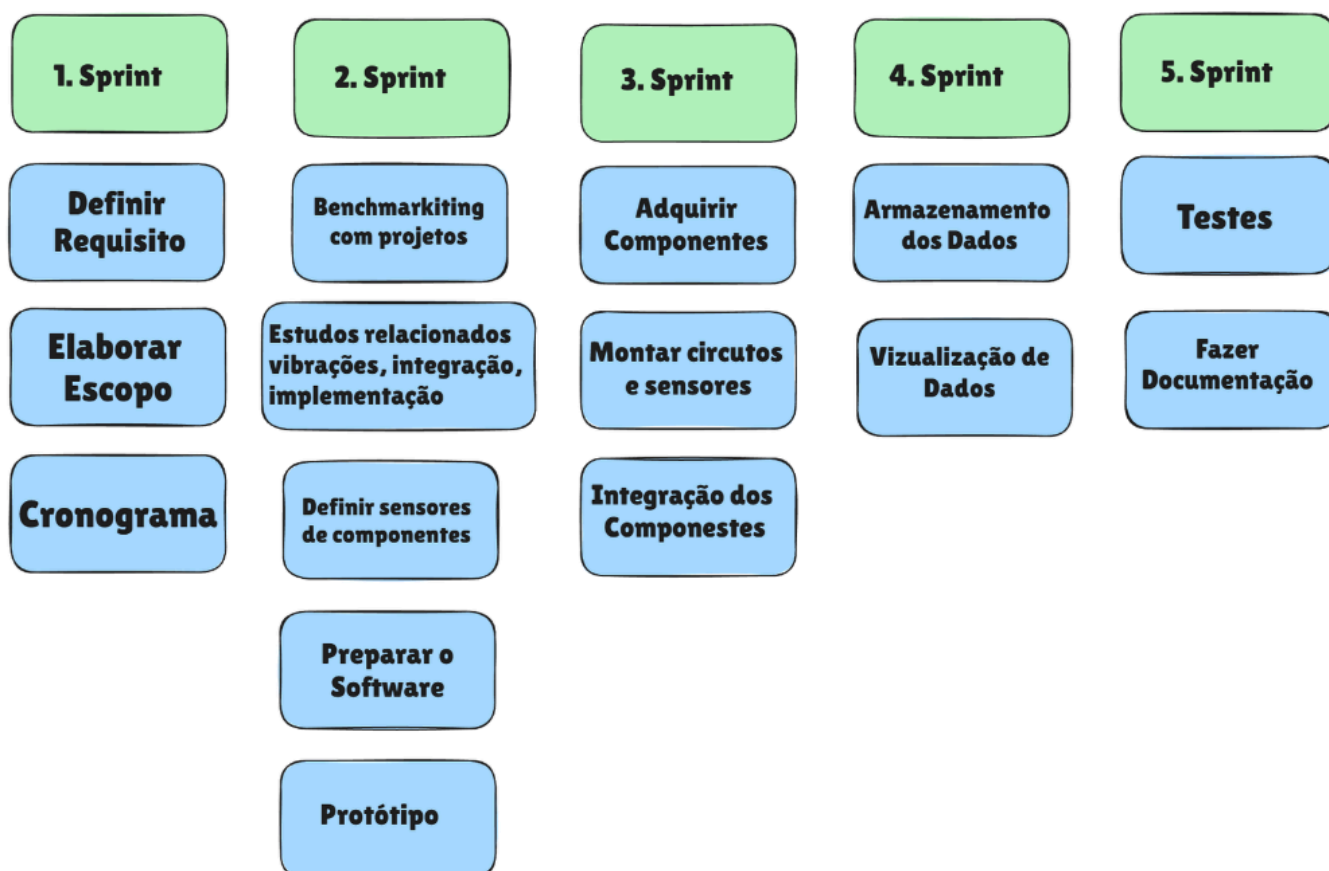 1. Sprint
2. Sprint
3. Sprint
4. Sprint
5. Sprint
Definir
Requisito
Elaborar
Escopo
Cronograma
Benchmarkiting
com projetos
Estudos relacionados
vibrações, integração,
implementação
Definir sensores
de componentes
Preparar o
Software
Protótipo
Adquirir
Componentes
Montar circutos
e sensores
Integração dos
Componestes
Armazenamento
dos Dados
Vizualização de
Dados
Testes
Fazer
Documentação